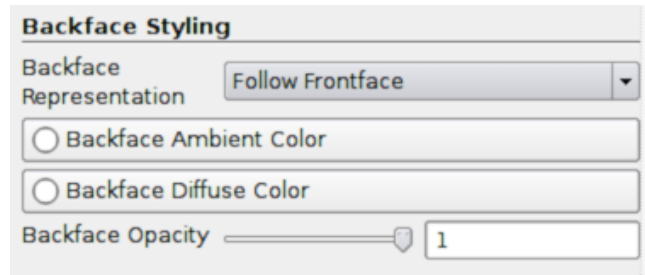 Backface Styling
Backface
Representation
Follow Frontface
Backface Ambient Color
Backface Diffuse Color
Backface Opacity
1